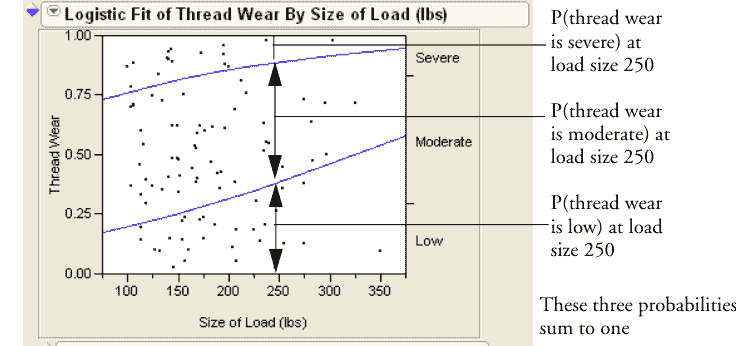 Logistic Fit of Thread Wear By Size of Load (lbs)
1.00
0.75
0.50
0.25
0.00
Thread Wear
100 150 200 250 300 350
Size of Load (lbs)
Severe
Moderate
Low
P(thread wear
is severe) at
load size 250
P(thread wear
is moderate) at
load size 250
P(thread wear
is low) at load
size 250
These three probabilities
sum to one